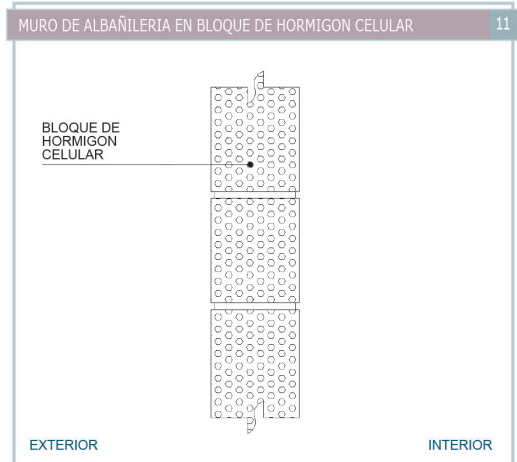 MURO DE ALBAÑILERIA EN BLOQUE DE HORMIGON CELULAR 11
BLOQUE DE
HORMIGON
CELULAR
EXTERIOR INTERIOR